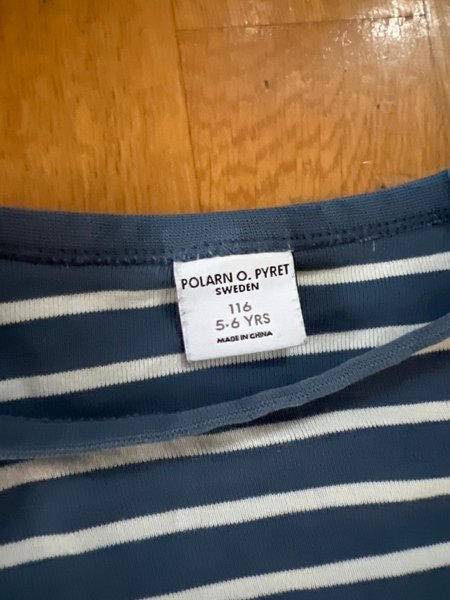 POLARN O. PYRET
SWEDEN
116
5-6 YRS
MADE IN CHINA